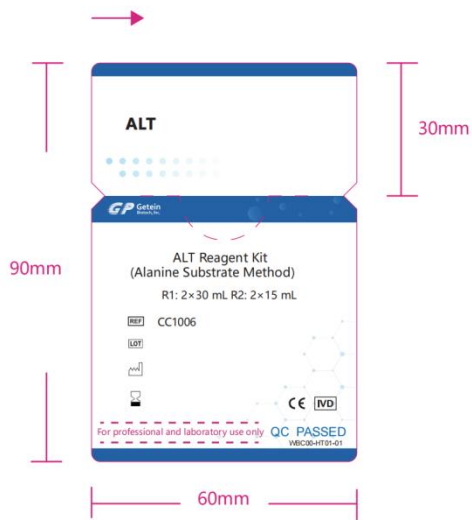 ALT
30mm
GP Getein
Biotech, Inc.
90mm
ALT Reagent Kit
(Alanine Substrate Method)
R1: 2×30 mL R2: 2×15 mL
REF CC1006
LOT
CE IVD
For professional and laboratory use only QC PASSED
WBC00-HT01-01
60mm